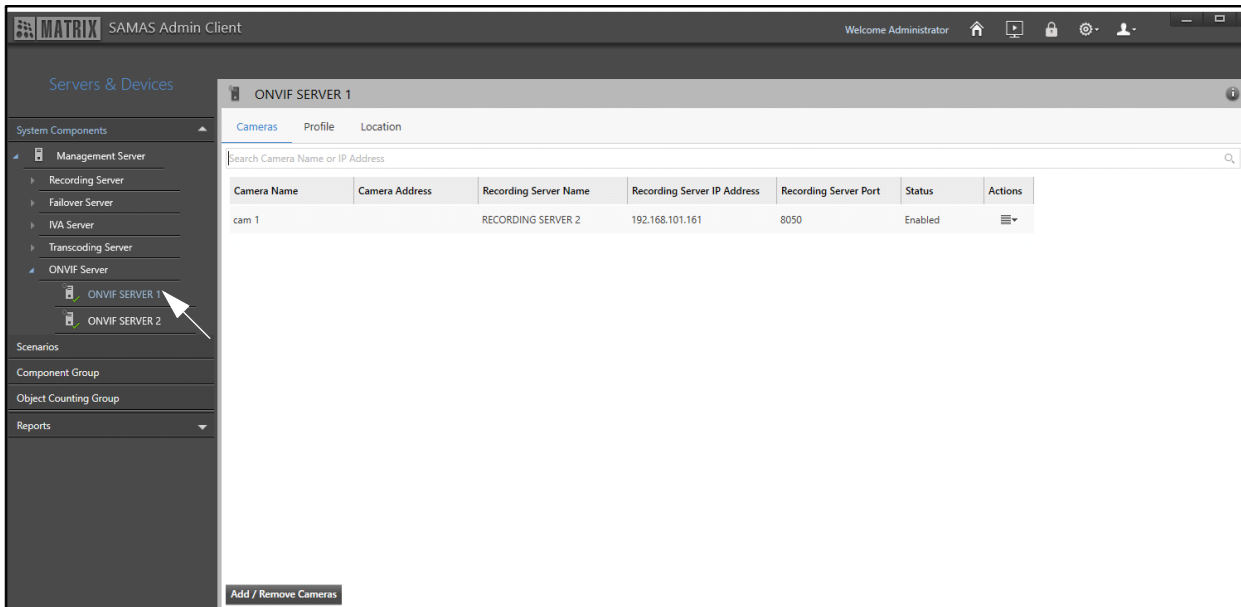 MATRIX SAMAS Admin Client
Welcome Administrator
Servers & Devices
System Components
Management Server
Recording Server
Failover Server
IVA Server
Transcoding Server
ONVIF Server
ONVIF SERVER 1
ONVIF SERVER 2
Scenarios
Component Group
Object Counting Group
Reports
ONVIF SERVER 1
Cameras Profile Location
Search Camera Name or IP Address
Camera Name Camera Address Recording Server Name Recording Server IP Address Recording Server Port Status Actions
cam 1 RECORDING SERVER 2 192.168.101.161 8050 Enabled
Add / Remove Cameras